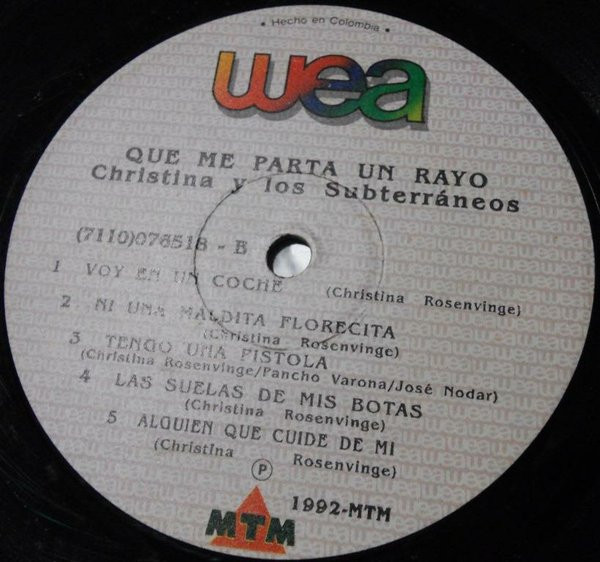 • Hecho en Colombia •
wea
QUE ME PARTA UN RAYO
Christina y los Subterráneos
(7110)076518 - B
1 VOY EN UN COCHE (Christina Rosenvinge)
2 NI UNA MALDITA FLORECITA
(Christina Rosenvinge)
3 TENGO UNA PISTOLA
(Christina Rosenvinge/Pancho Varona/José Nodar)
4 LAS SUELAS DE MIS BOTAS
(Christina Rosenvinge)
5 ALGUIEN QUE CUIDE DE MI
(Christina Rosenvinge)
℗
MTM 1992-MTM